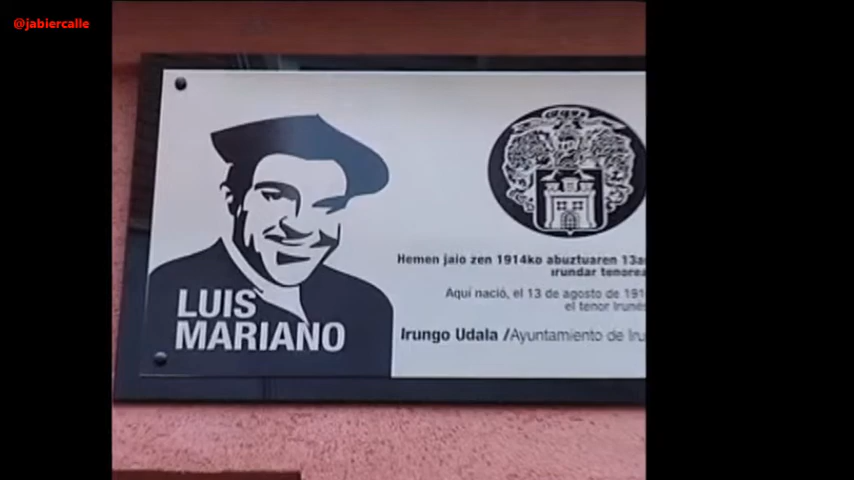 @jabiercalle
LUIS
MARIANO
Hemen jaio zen 1914ko abuztuaren 13an
irundar tenorea
Aquí nació, el 13 de agosto de 191
el tenor Irunés
Irungo Udala /Ayuntamiento de Iru